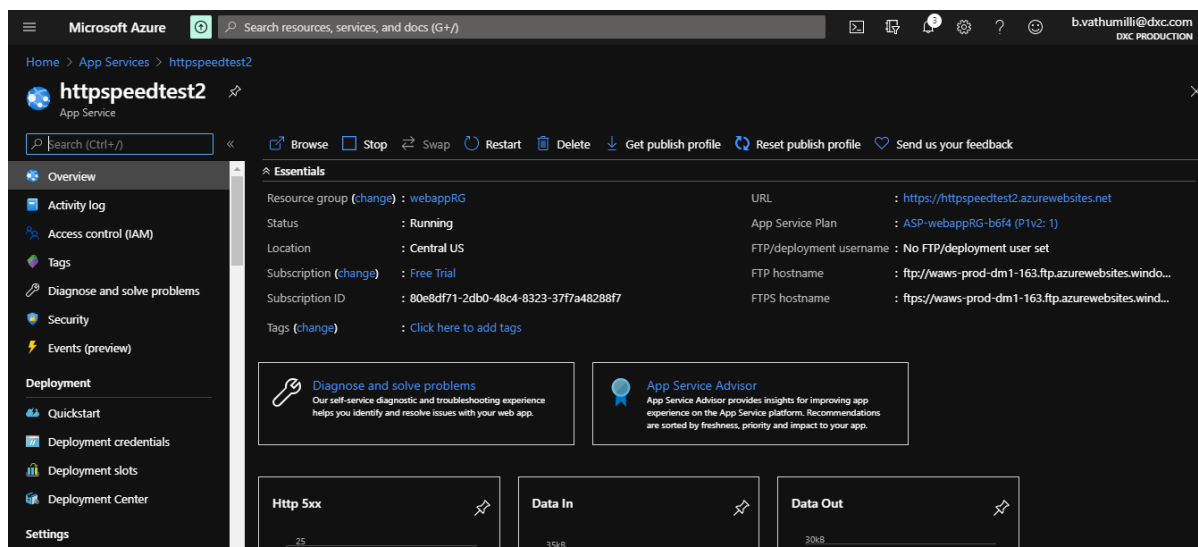 Microsoft Azure
Search resources, services, and docs (G+/)
3
b.vathumilli@dxc.com
DXC PRODUCTION
Home > App Services > httpspeedtest2
httpspeedtest2
App Service
Search (Ctrl+/)
«
Browse Stop Swap Restart Delete Get publish profile Reset publish profile Send us your feedback
Overview
Activity log
Access control (IAM)
Tags
Diagnose and solve problems
Security
Events (preview)
Deployment
Quickstart
Deployment credentials
Deployment slots
Deployment Center
Settings
Essentials
Resource group (change) : webappRG
Status : Running
Location : Central US
Subscription (change) : Free Trial
Subscription ID : 80e8df71-2db0-48c4-8323-37f7a48288f7
Tags (change) : Click here to add tags
URL : https://httpspeedtest2.azurewebsites.net
App Service Plan : ASP-webappRG-b6f4 (P1v2: 1)
FTP/deployment username : No FTP/deployment user set
FTP hostname : ftp://waws-prod-dm1-163.ftp.azurewebsites.windo...
FTPS hostname : ftps://waws-prod-dm1-163.ftp.azurewebsites.wind...
Diagnose and solve problems
Our self-service diagnostic and troubleshooting experience
helps you identify and resolve issues with your web app.
App Service Advisor
App Service Advisor provides insights for improving app
experience on the App Service platform. Recommendations
are sorted by freshness, priority and impact to your app.
Http 5xx
25
Data In
35kB
Data Out
30kB